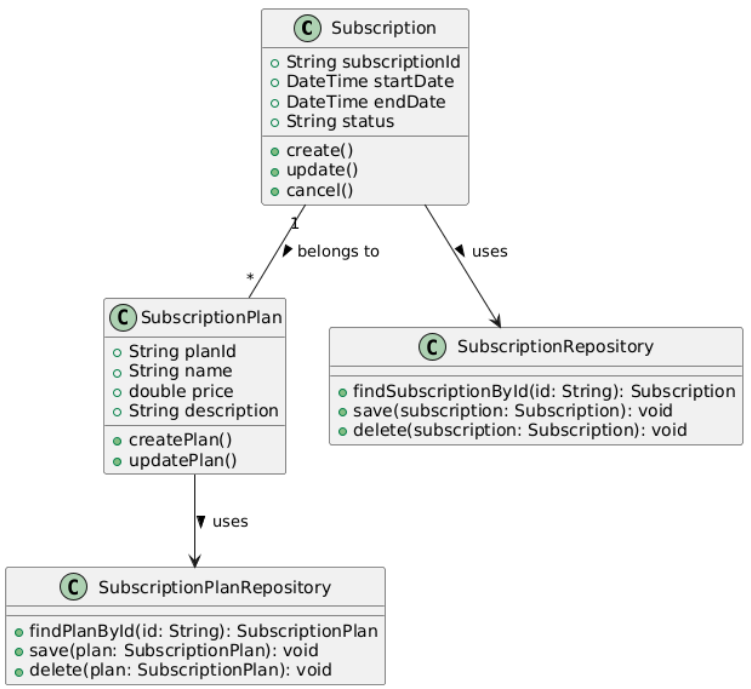 C Subscription
String subscriptionId
DateTime startDate
DateTime endDate
String status
create()
update()
cancel()
1
belongs to
uses
*
C SubscriptionPlan
String planId
String name
double price
String description
createPlan()
updatePlan()
C SubscriptionRepository
findSubscriptionById(id: String): Subscription
save(subscription: Subscription): void
delete(subscription: Subscription): void
uses
C SubscriptionPlanRepository
findPlanById(id: String): SubscriptionPlan
save(plan: SubscriptionPlan): void
delete(plan: SubscriptionPlan): void